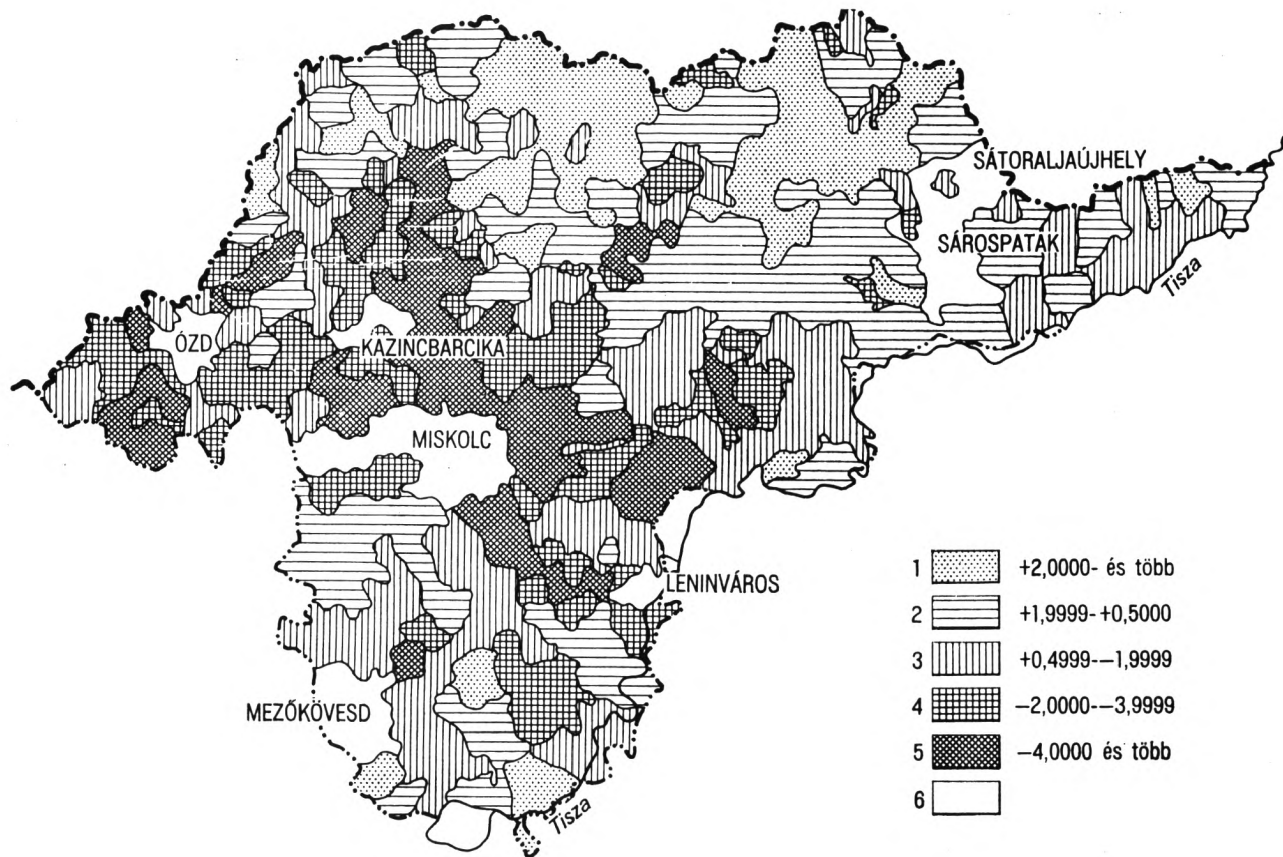 SÁTORALJAÚJHELY
SÁROSPATAK
Tisza
ÓZD
KAZINCBARCIKA
MISKOLC
LENINVÁROS
MEZŐKÖVESD
Tisza
1 +2,0000- és több
2 +1,9999-+0,5000
3 +0,4999-–1,9999
4 –2,0000-–3,9999
5 –4,0000 és több
6